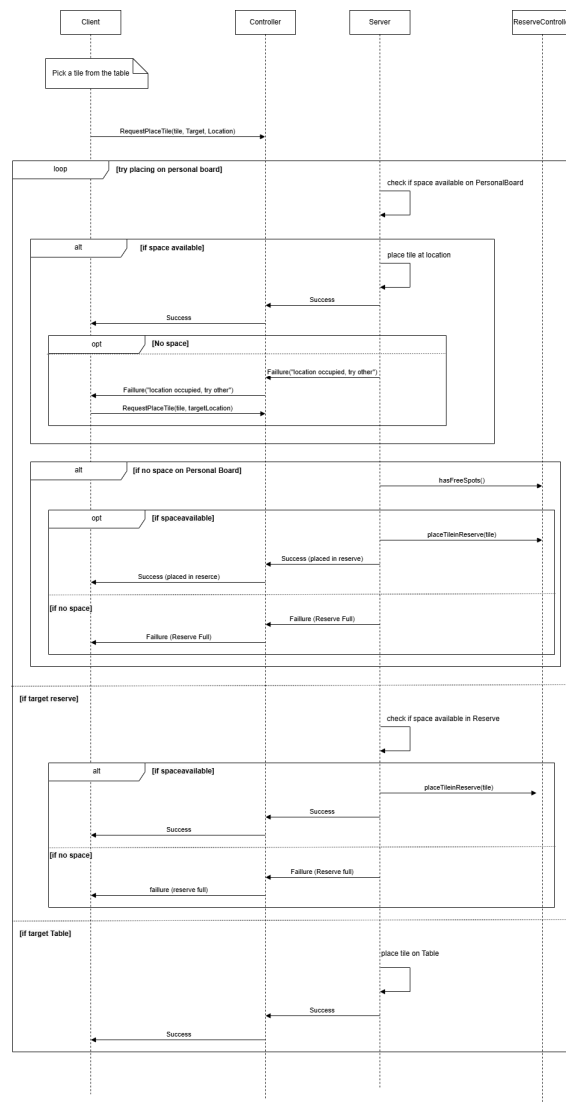 Client
Controller
Server
ReserveControlle
Pick a tile from the table
RequestPlaceTile(tile, Target, Location)
loop
[try placing on personal board]
check if space available on PersonalBoard
alt
[if space available]
place tile at location
Success
Success
opt
[No space]
Faillure("location occupied, try other")
Faillure("location occupied, try other")
RequestPlaceTile(tile, targetLocation)
alt
[if no space on Personal Board]
hasFreeSpots()
opt
[if spaceavailable]
placeTileinReserve(tile)
Success (placed in reserve)
Success (placed in reserce)
[if no space]
Faillure (Reserve Full)
Faillure (Reserve Full)
[if target reserve]
check if space available in Reserve
alt
[if spaceavailable]
placeTileinReserve(tile)
Success
Success
[if no space]
Faillure (Reserve full)
faillure (reserve full)
[if target Table]
place tile on Table
Success
Success